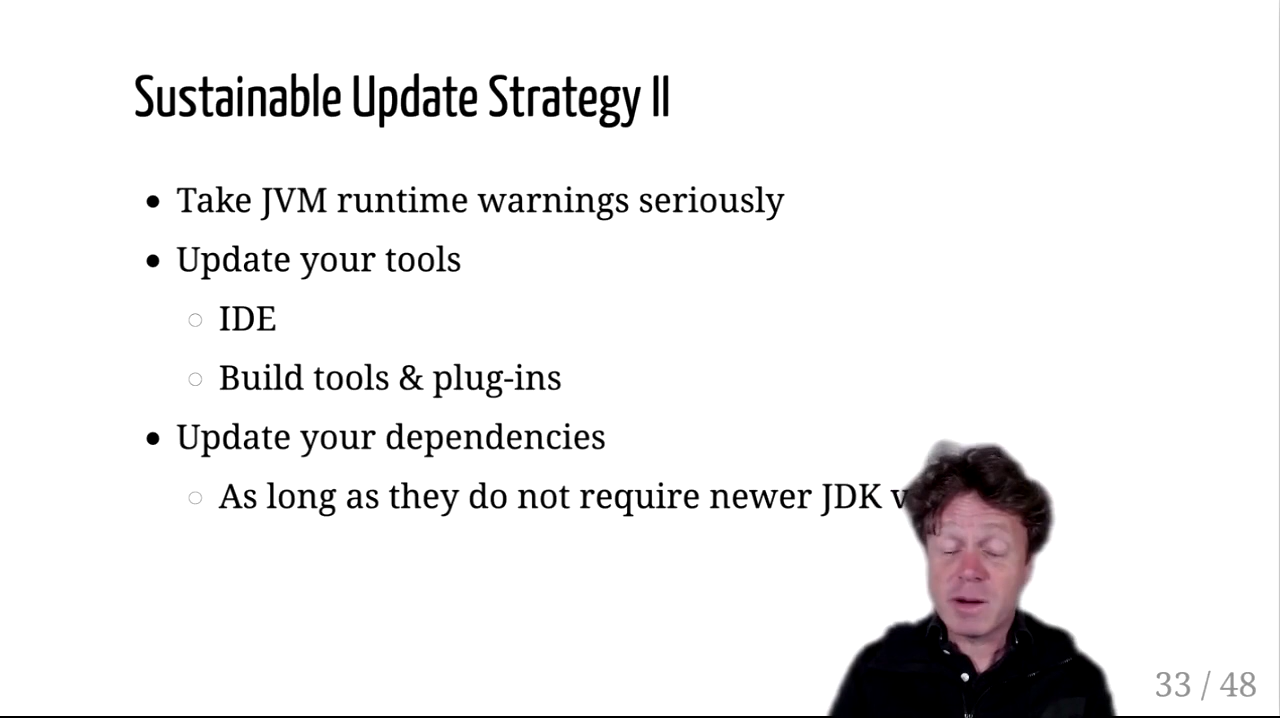 Sustainable Update Strategy II
• Take JVM runtime warnings seriously
• Update your tools
○ IDE
○ Build tools & plug-ins
• Update your dependencies
○ As long as they do not require newer JDK
33 / 48